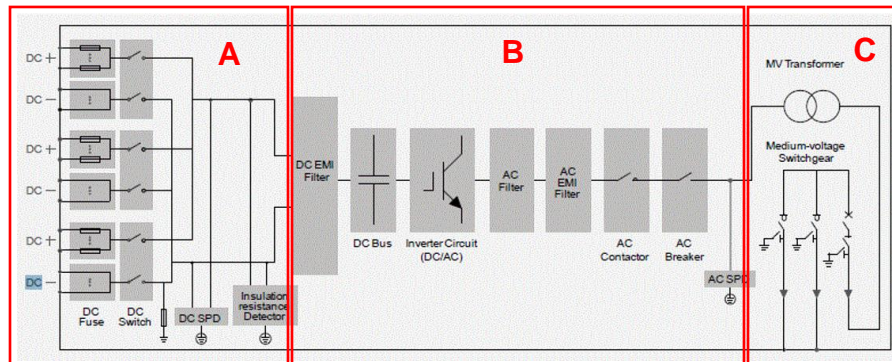 A
B
C
DC +
DC −
DC +
DC −
DC +
DC −
DC
Fuse
DC
Switch
DC SPD
Insulation
resistance
Detector
DC EMI
Filter
DC Bus
Inverter Circuit
(DC/AC)
AC
Filter
AC
EMI
Filter
AC
Contactor
AC
Breaker
AC SPD
MV Transformer
Medium-voltage
Switchgear